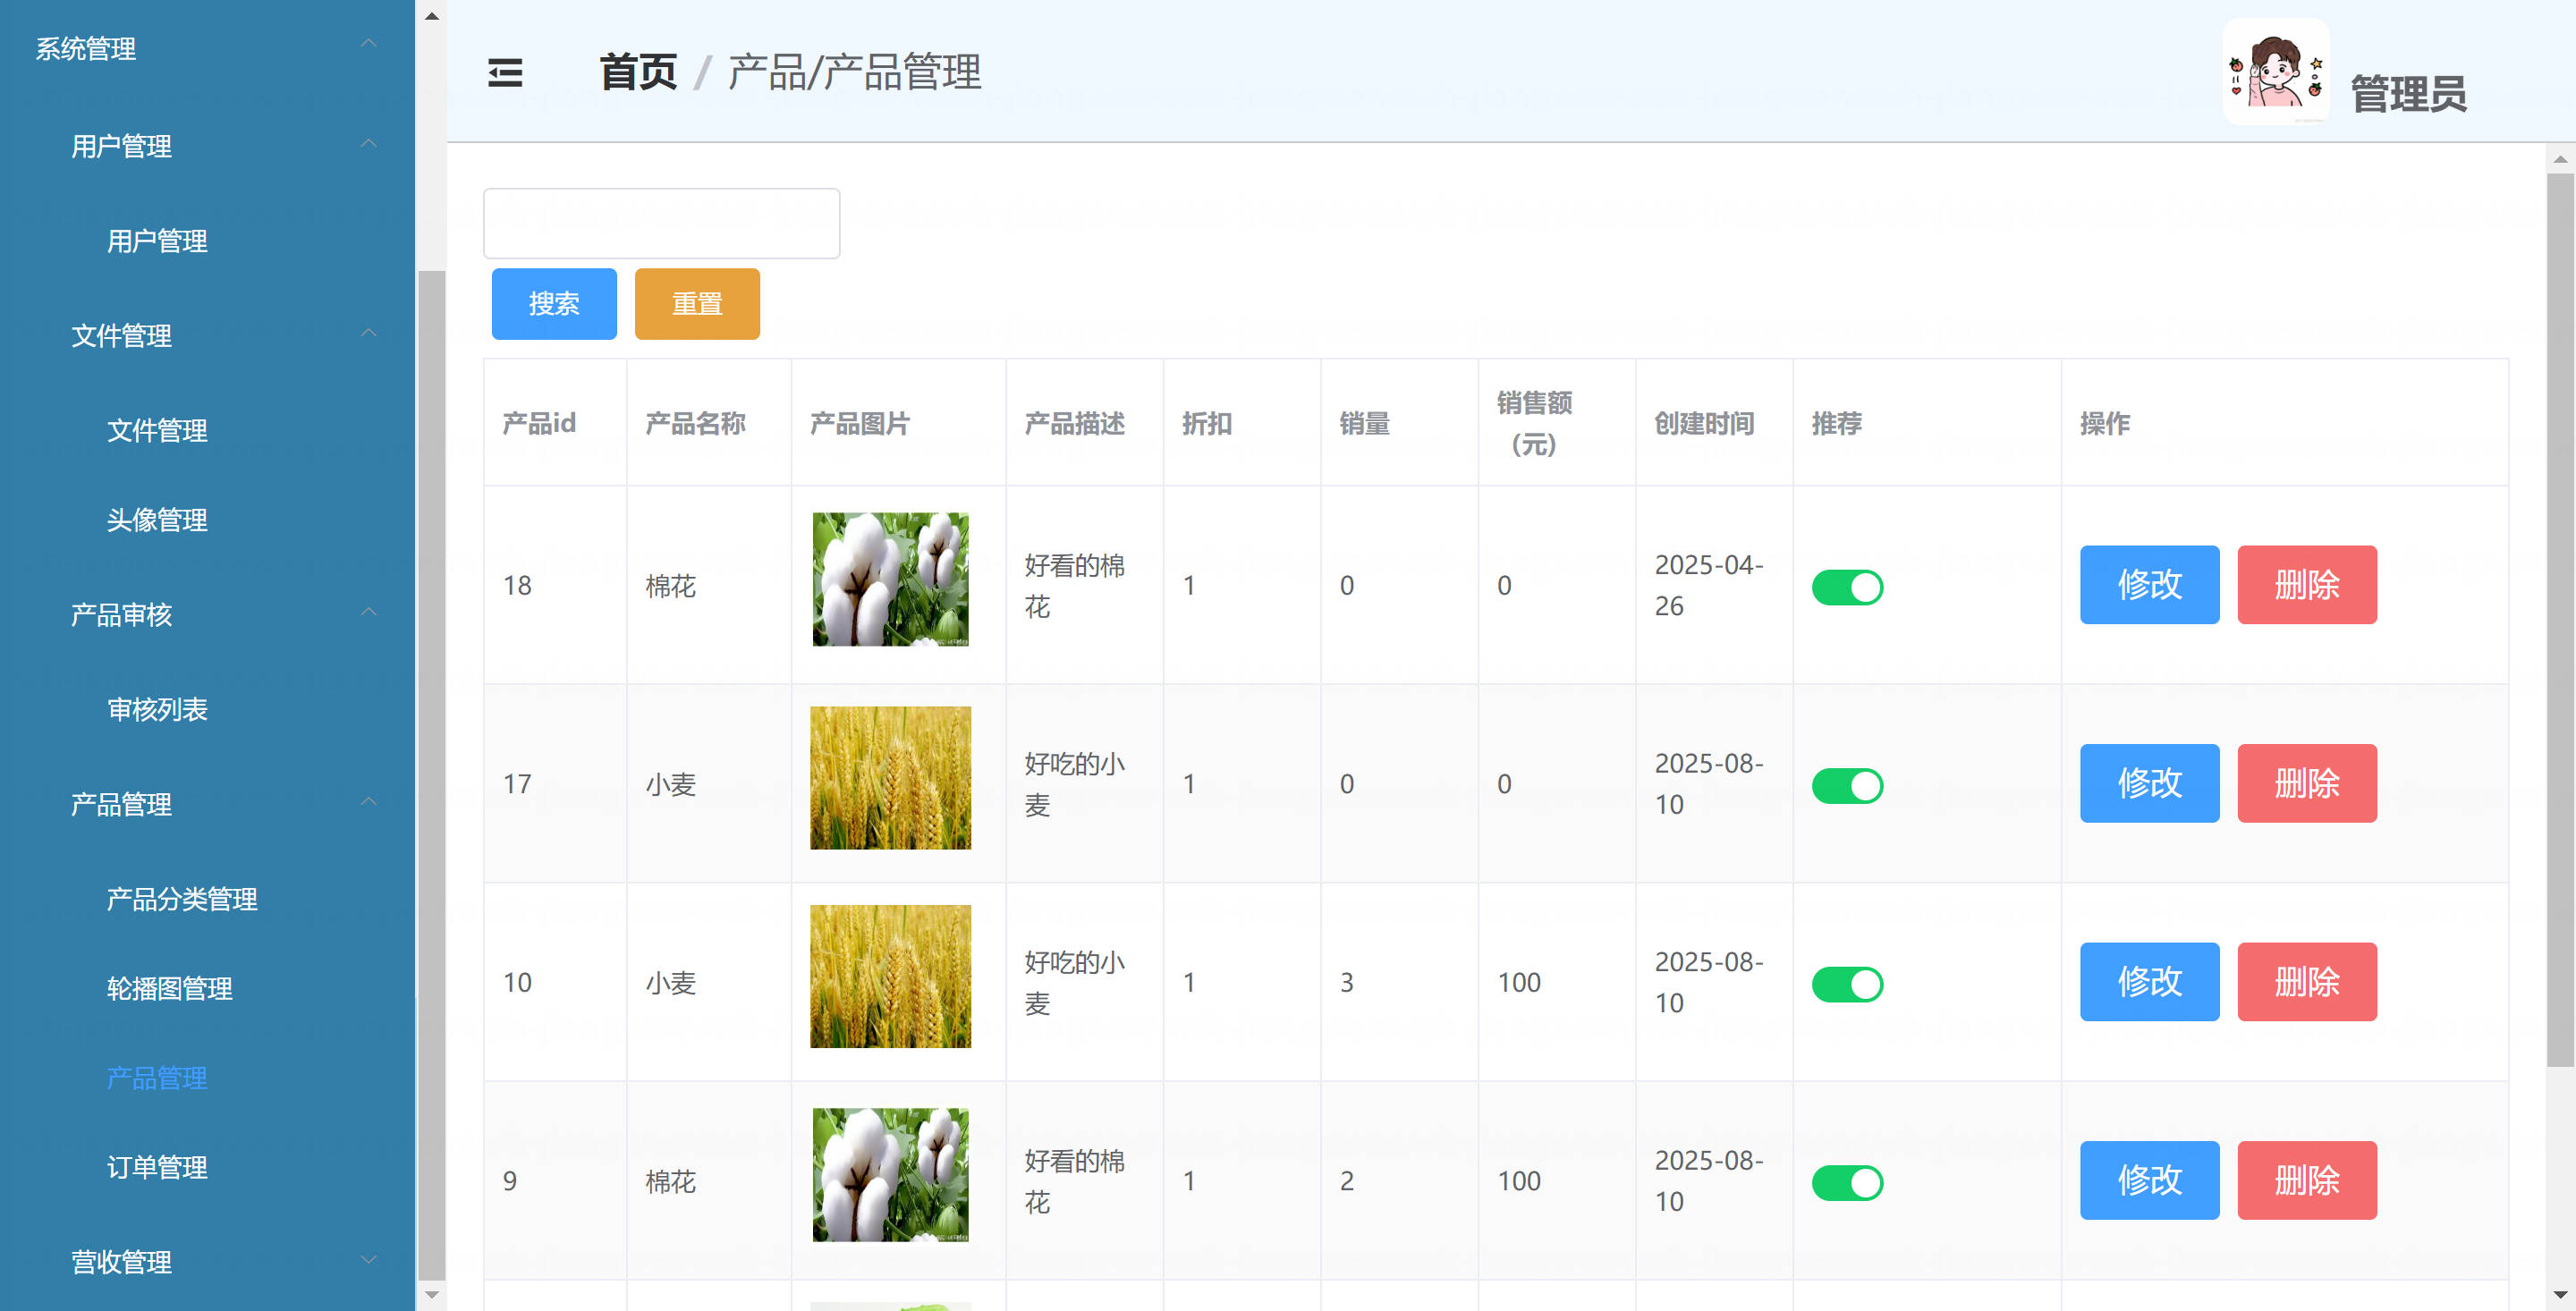 系统管理
用户管理
用户管理
文件管理
文件管理
头像管理
产品审核
审核列表
产品管理
产品分类管理
轮播图管理
产品管理
订单管理
营收管理
首页 / 产品/产品管理
管理员
搜索 重置
产品id 产品名称 产品图片 产品描述 折扣 销量 销售额（元） 创建时间 推荐 操作
18 棉花 好看的棉花 1 0 0 2025-04-26 修改 删除
17 小麦 好吃的小麦 1 0 0 2025-08-10 修改 删除
10 小麦 好吃的小麦 1 3 100 2025-08-10 修改 删除
9 棉花 好看的棉花 1 2 100 2025-08-10 修改 删除